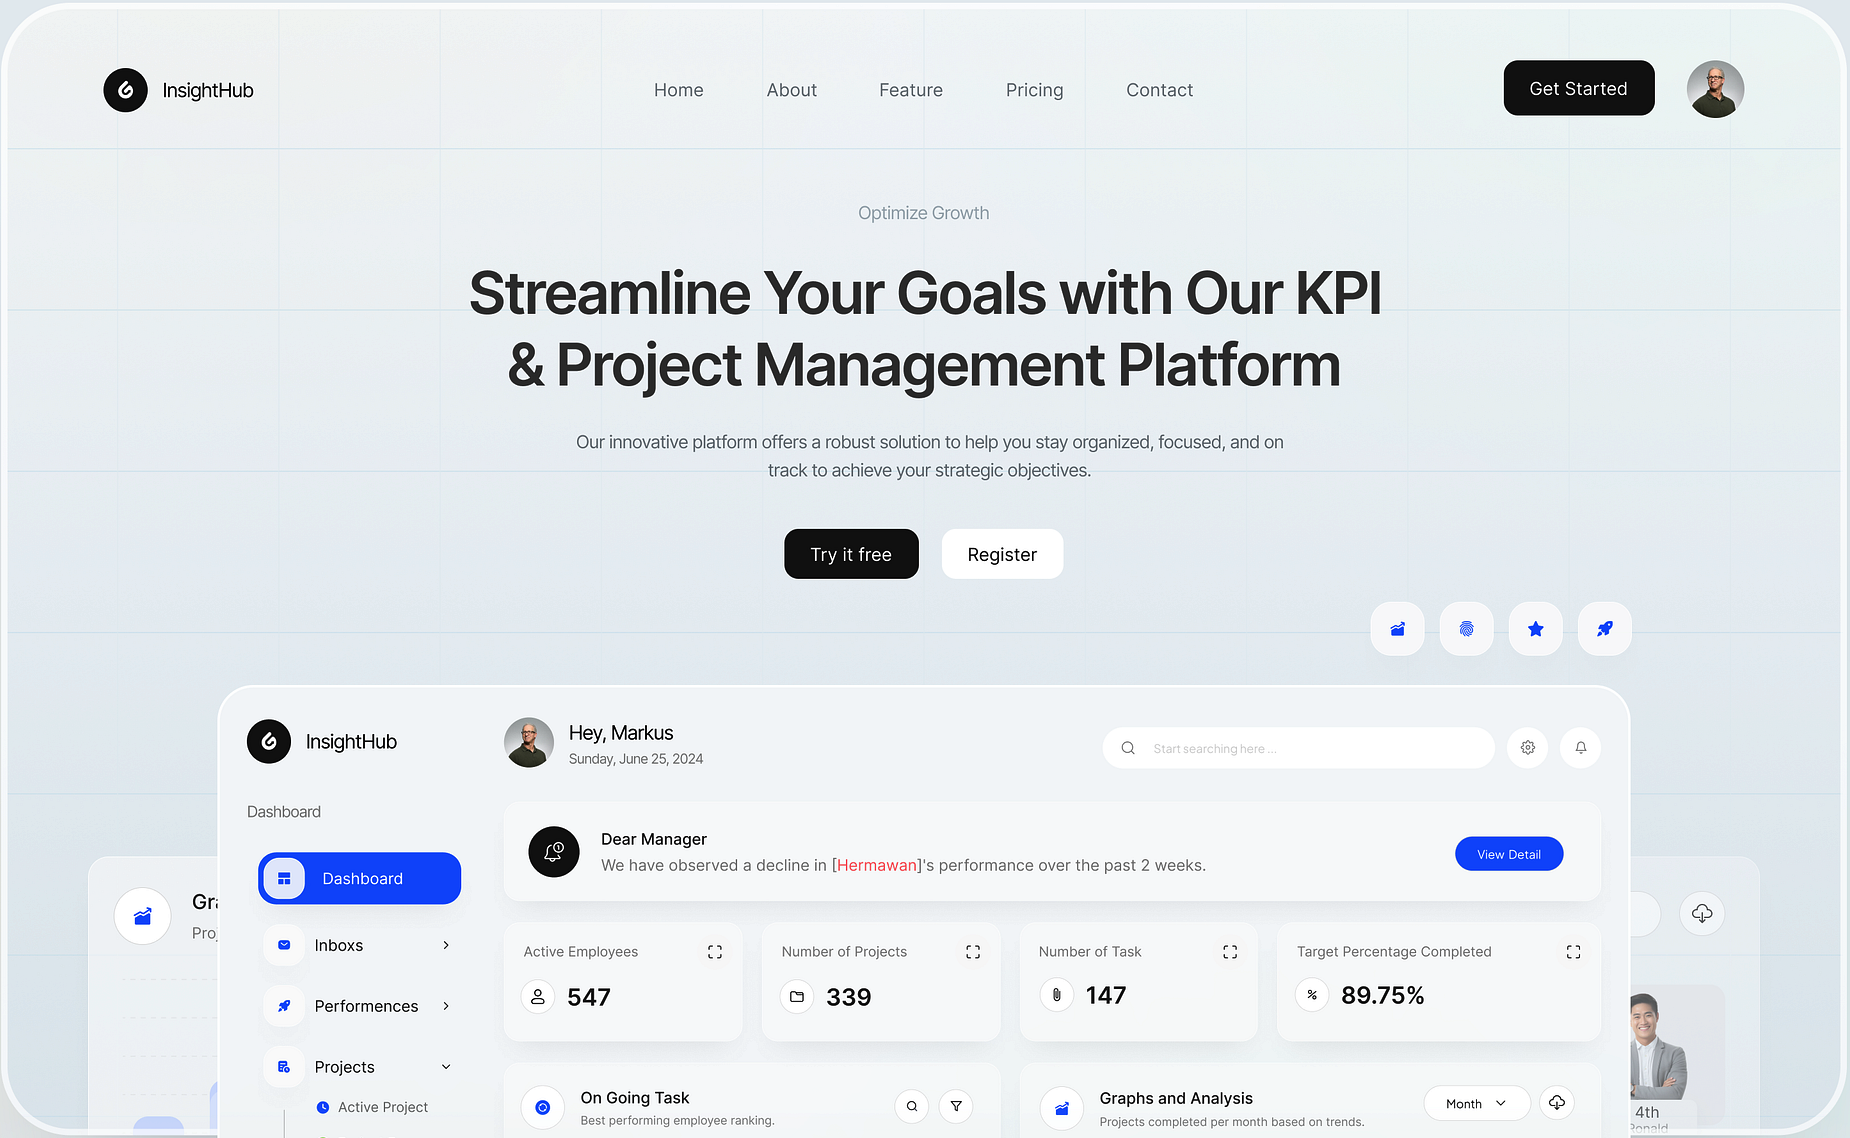 InsightHub
Home
About
Feature
Pricing
Contact
Get Started
Optimize Growth
Streamline Your Goals with Our KPI
& Project Management Platform
Our innovative platform offers a robust solution to help you stay organized, focused, and on
track to achieve your strategic objectives.
Try it free
Register
InsightHub
Hey, Markus
Sunday, June 25, 2024
Start searching here ...
Dashboard
Dear Manager
We have observed a decline in [Hermawan]'s performance over the past 2 weeks.
View Detail
Dashboard
Inboxs
Performences
Projects
Active Project
Active Employees
547
Number of Projects
339
Number of Task
147
Target Percentage Completed
89.75%
On Going Task
Best performing employee ranking.
Graphs and Analysis
Projects completed per month based on trends.
Month
4th
Ronald